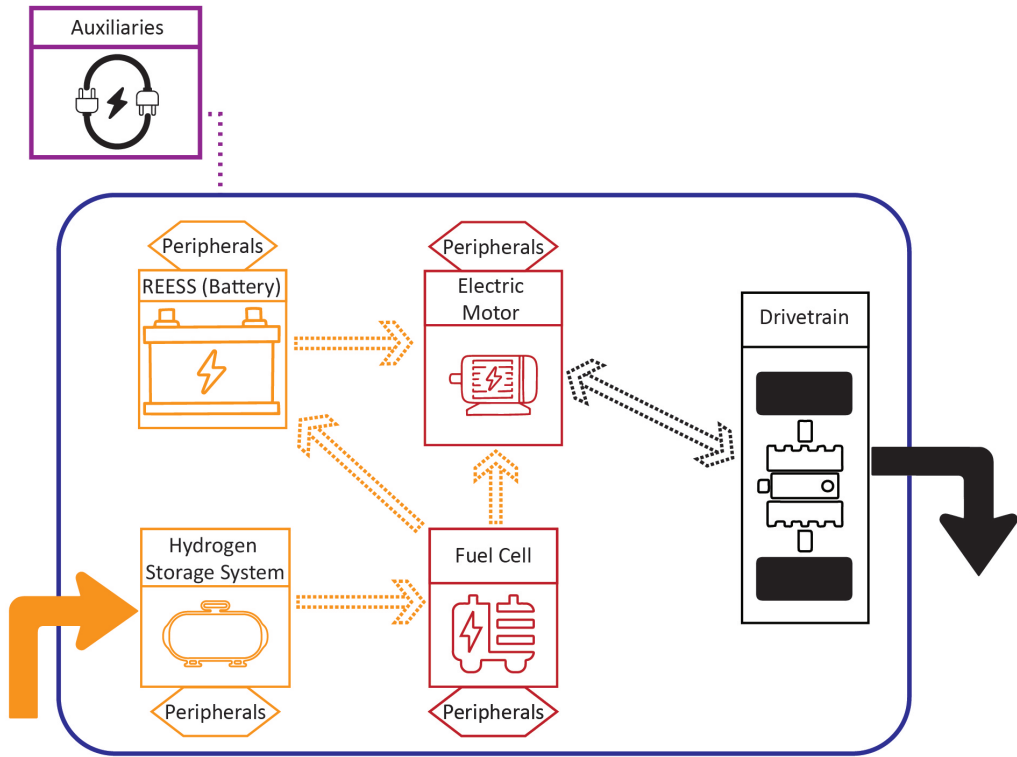 Auxiliaries
Peripherals
REESS (Battery)
Peripherals
Electric
Motor
Drivetrain
Hydrogen
Storage System
Peripherals
Fuel Cell
Peripherals